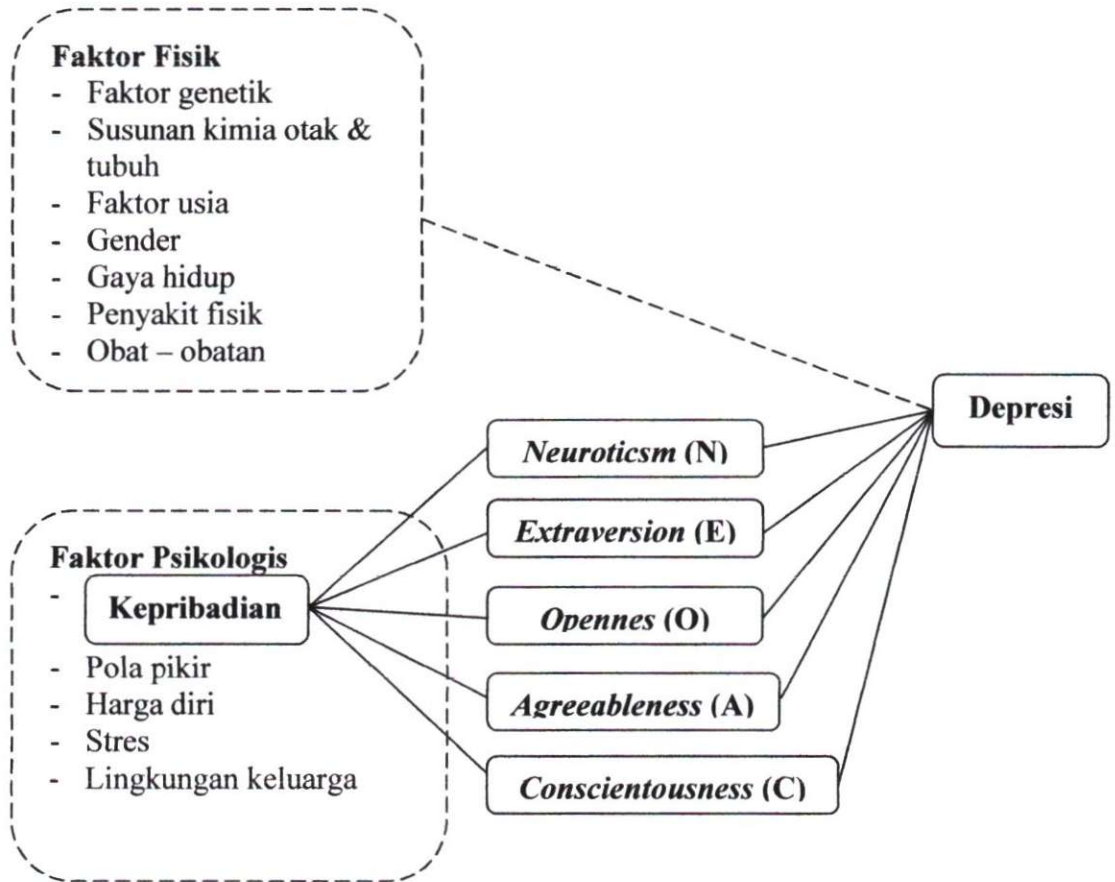 Faktor Fisik
- Faktor genetik
- Susunan kimia otak &
tubuh
- Faktor usia
- Gender
- Gaya hidup
- Penyakit fisik
- Obat – obatan
Depresi
Neuroticsm (N)
Extraversion (E)
Opennes (O)
Agreeableness (A)
Conscientousness (C)
Faktor Psikologis
- Kepribadian
- Pola pikir
- Harga diri
- Stres
- Lingkungan keluarga